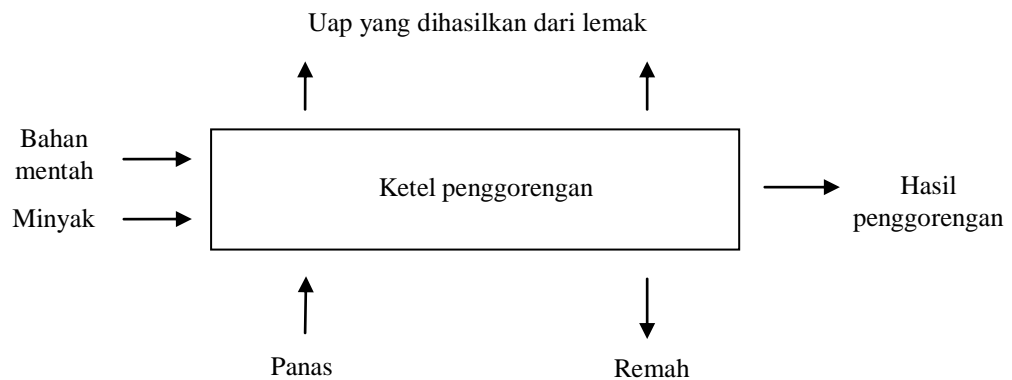 Uap yang dihasilkan dari lemak
Bahan
mentah
Minyak
Ketel penggorengan
Hasil
penggorengan
Panas
Remah